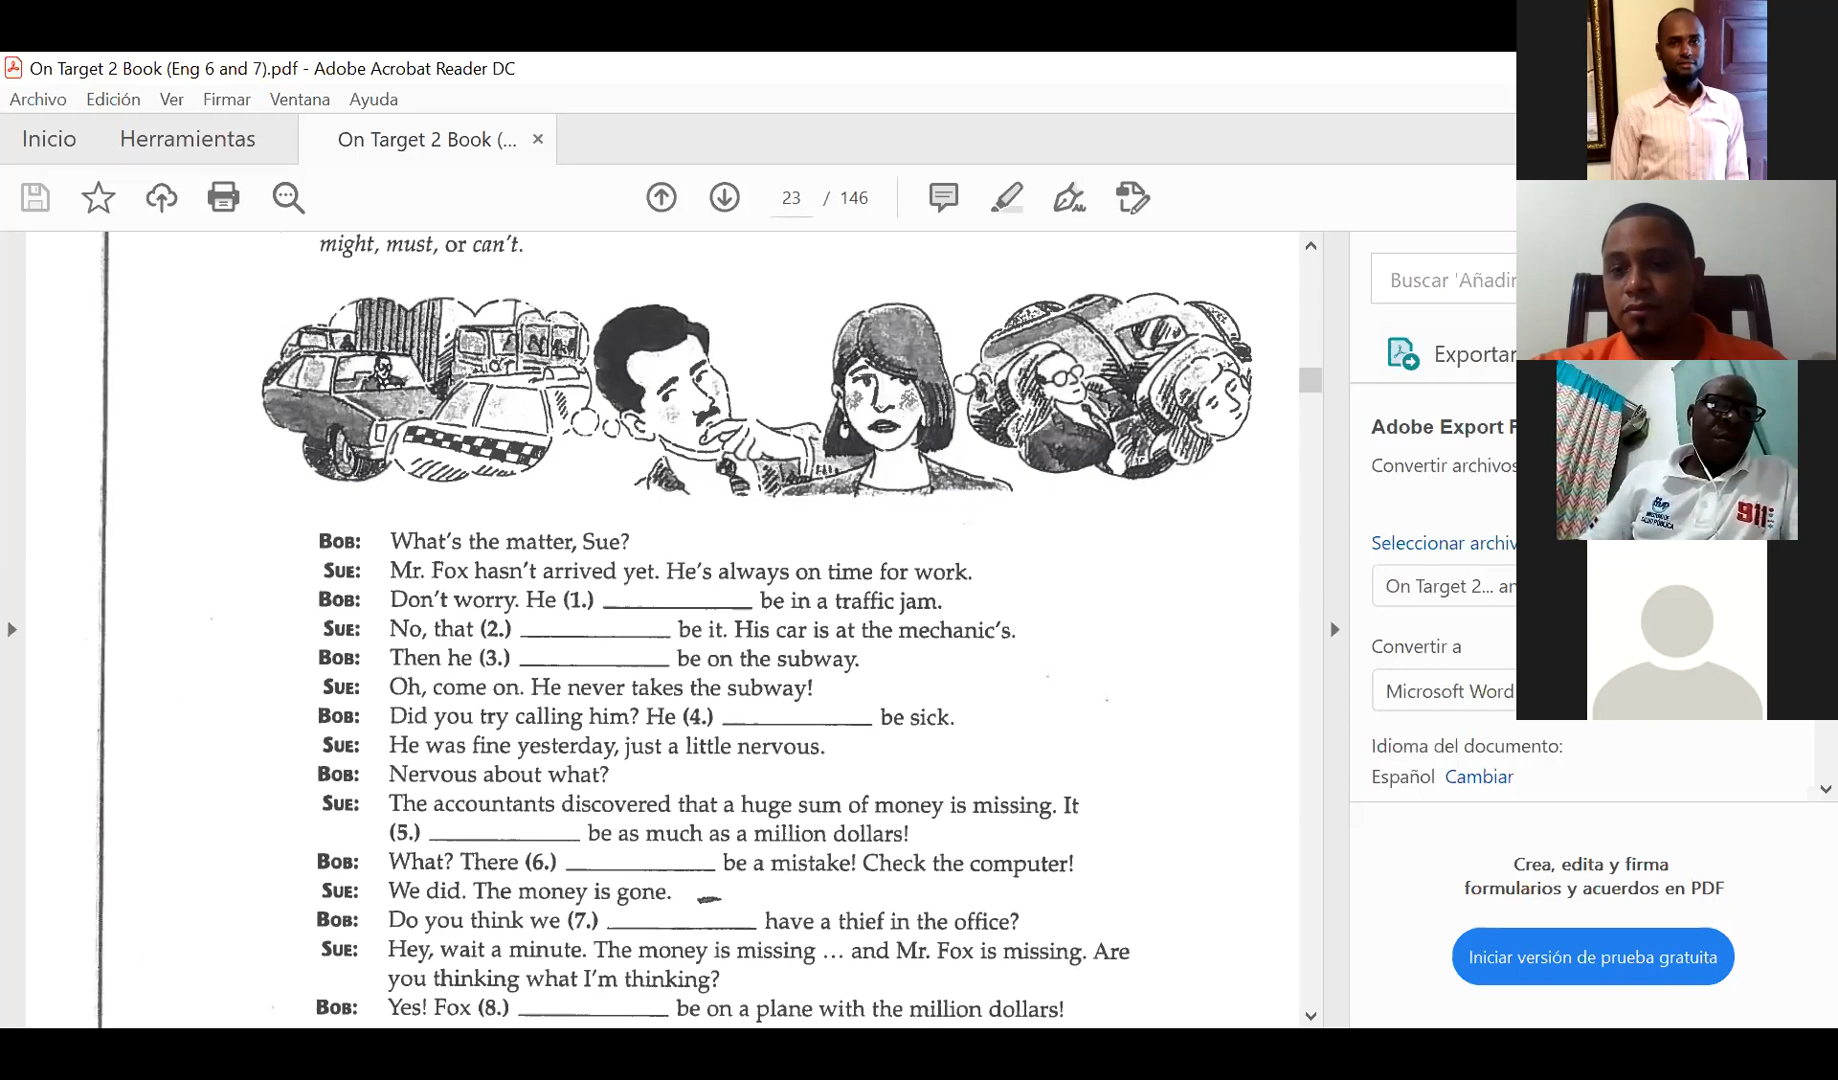 On Target 2 Book (Eng 6 and 7).pdf - Adobe Acrobat Reader DC
Archivo Edición Ver Firmar Ventana Ayuda
Inicio Herramientas On Target 2 Book (... ×
23 / 146
might, must, or can't.
BOB: What's the matter, Sue?
SUE: Mr. Fox hasn't arrived yet. He's always on time for work.
BOB: Don't worry. He (1.) ____________ be in a traffic jam.
SUE: No, that (2.) ____________ be it. His car is at the mechanic's.
BOB: Then he (3.) ____________ be on the subway.
SUE: Oh, come on. He never takes the subway!
BOB: Did you try calling him? He (4.) ____________ be sick.
SUE: He was fine yesterday, just a little nervous.
BOB: Nervous about what?
SUE: The accountants discovered that a huge sum of money is missing. It
(5.) ____________ be as much as a million dollars!
BOB: What? There (6.) ____________ be a mistake! Check the computer!
SUE: We did. The money is gone.
BOB: Do you think we (7.) ____________ have a thief in the office?
SUE: Hey, wait a minute. The money is missing ... and Mr. Fox is missing. Are
you thinking what I'm thinking?
BOB: Yes! Fox (8.) ____________ be on a plane with the million dollars!
Buscar 'Añadir
Exportar
Adobe Export P
Convertir archivos
Seleccionar archiv
On Target 2... an
Convertir a
Microsoft Word
Idioma del documento:
Español Cambiar
Crea, edita y firma
formularios y acuerdos en PDF
Iniciar versión de prueba gratuita
911